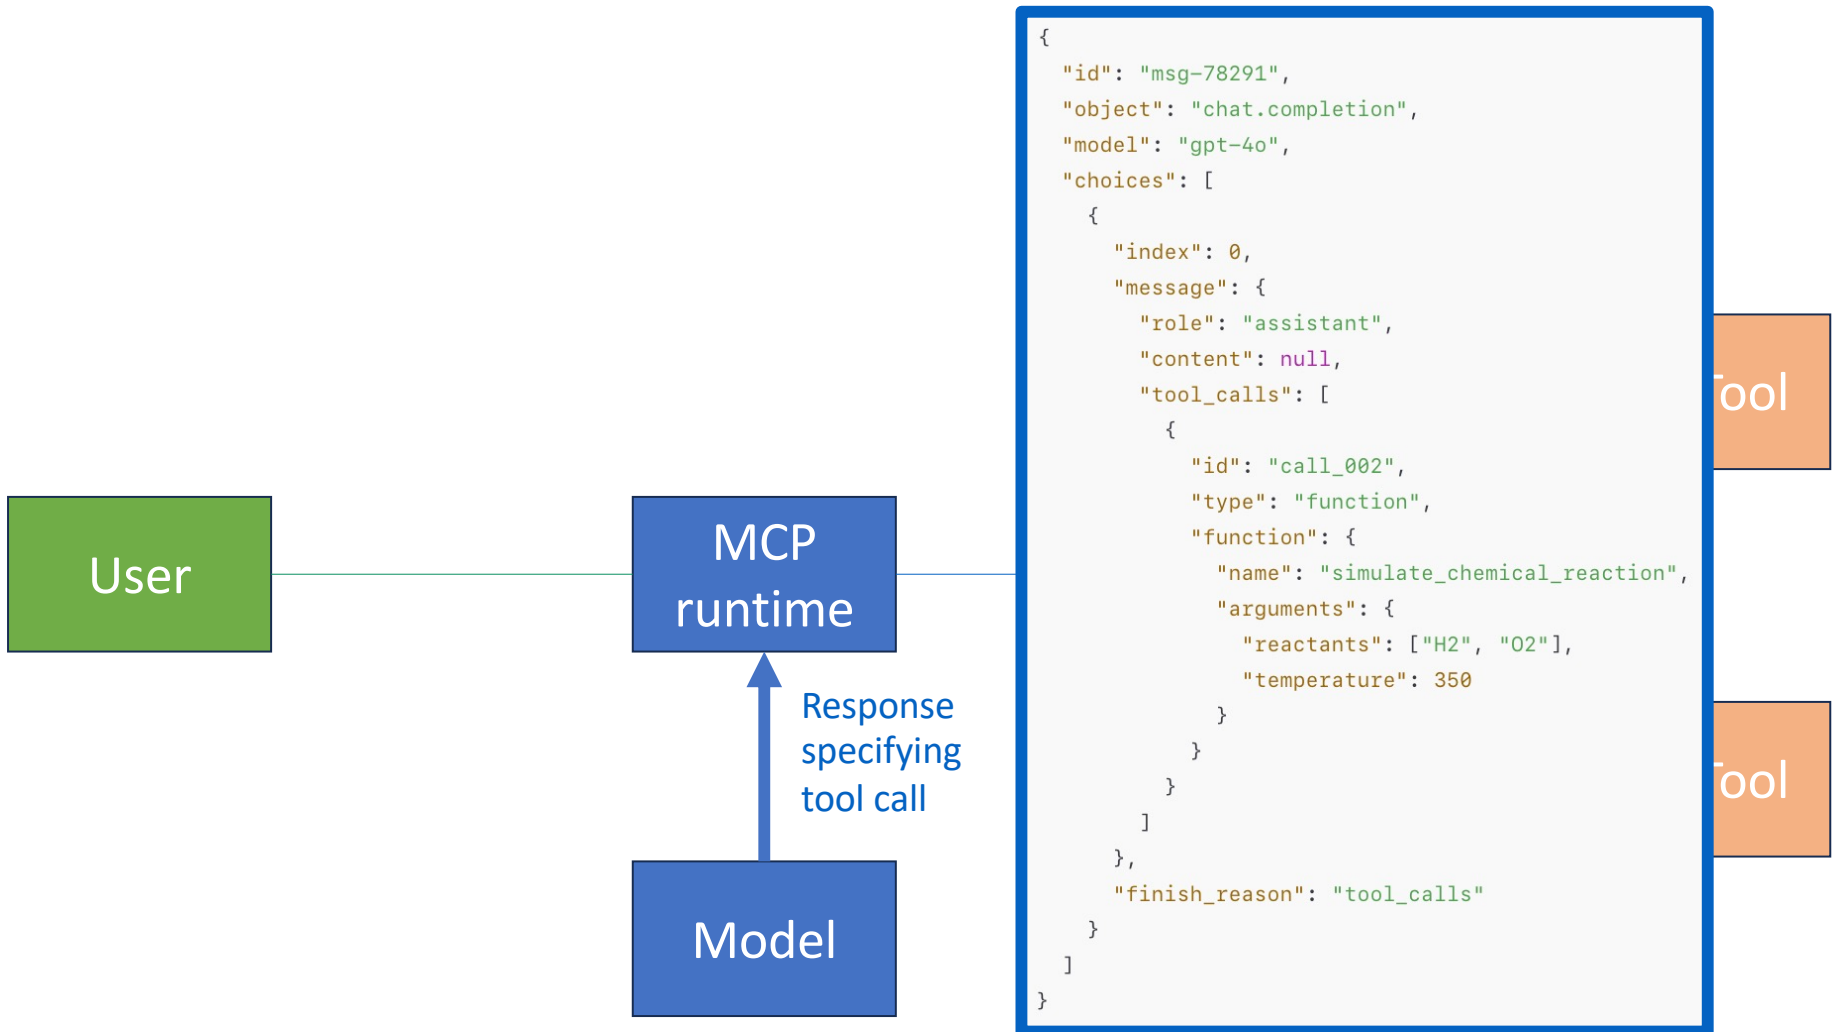 User
MCP
runtime
Response
specifying
tool call
Model
{
"id": "msg-78291",
"object": "chat.completion",
"model": "gpt-4o",
"choices": [
{
"index": 0,
"message": {
"role": "assistant",
"content": null,
"tool_calls": [
{
"id": "call_002",
"type": "function",
"function": {
"name": "simulate_chemical_reaction",
"arguments": {
"reactants": ["H2", "O2"],
"temperature": 350
}
}
}
]
},
"finish_reason": "tool_calls"
}
]
}
Tool
Tool